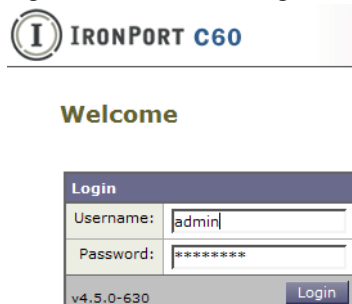 I IRONPORT C60
Welcome
Login
Username: admin
Password: ********
v4.5.0-630 Login